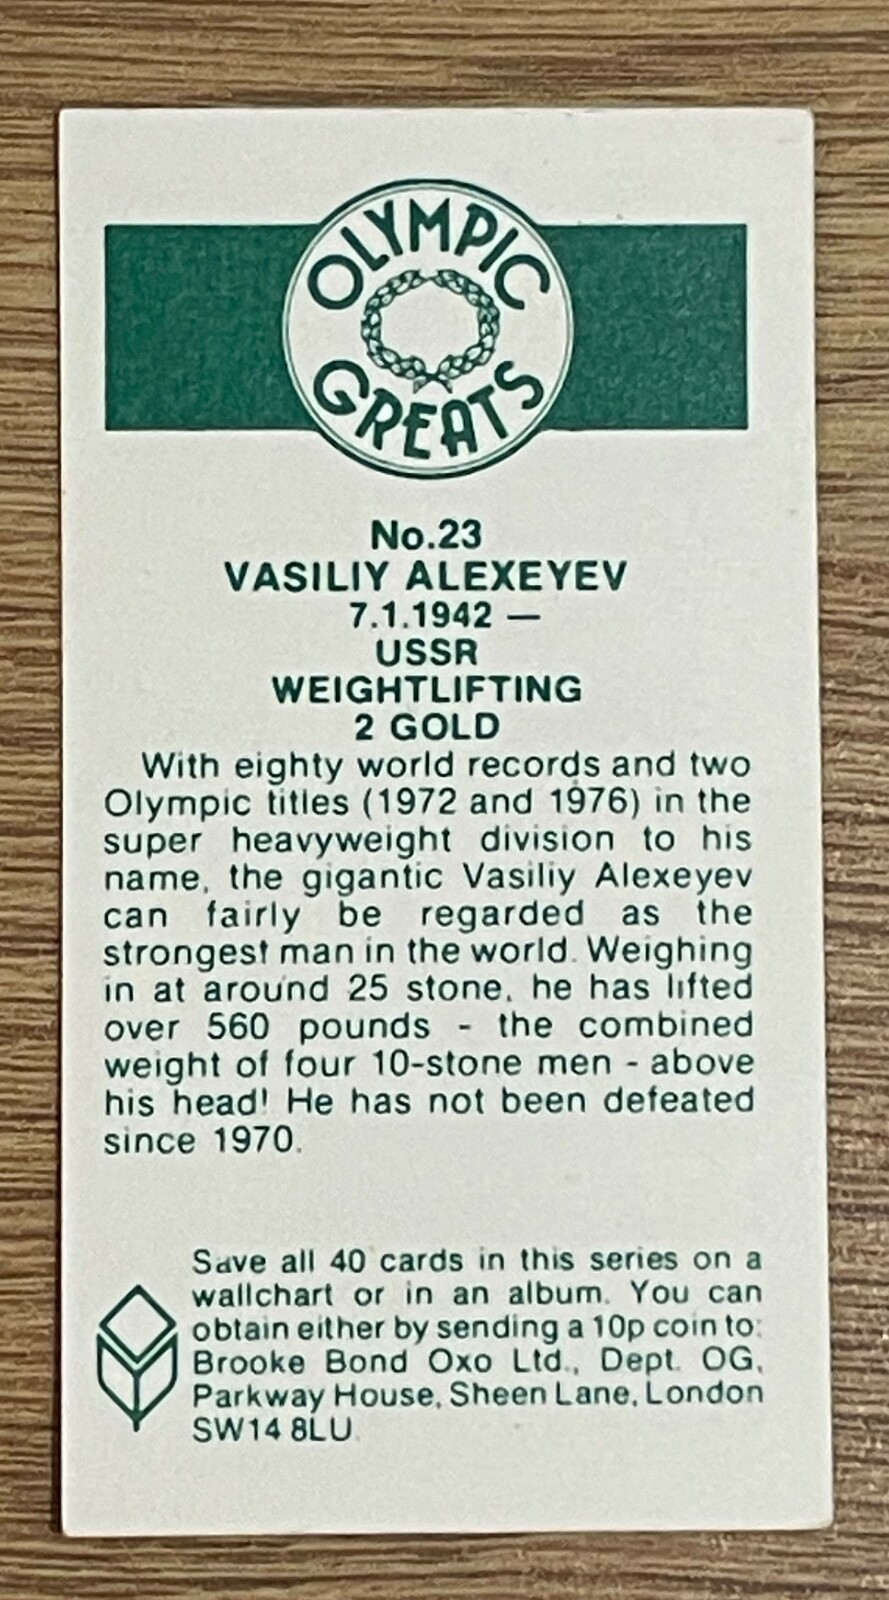 OLYMPIC
GREATS
No.23
VASILIY ALEXEYEV
7.1.1942 —
USSR
WEIGHTLIFTING
2 GOLD
With eighty world records and two
Olympic titles (1972 and 1976) in the
super heavyweight division to his
name, the gigantic Vasiliy Alexeyev
can fairly be regarded as the
strongest man in the world. Weighing
in at around 25 stone, he has lifted
over 560 pounds - the combined
weight of four 10-stone men - above
his head! He has not been defeated
since 1970.
Save all 40 cards in this series on a
wallchart or in an album. You can
obtain either by sending a 10p coin to:
Brooke Bond Oxo Ltd., Dept. OG,
Parkway House, Sheen Lane, London
SW14 8LU.